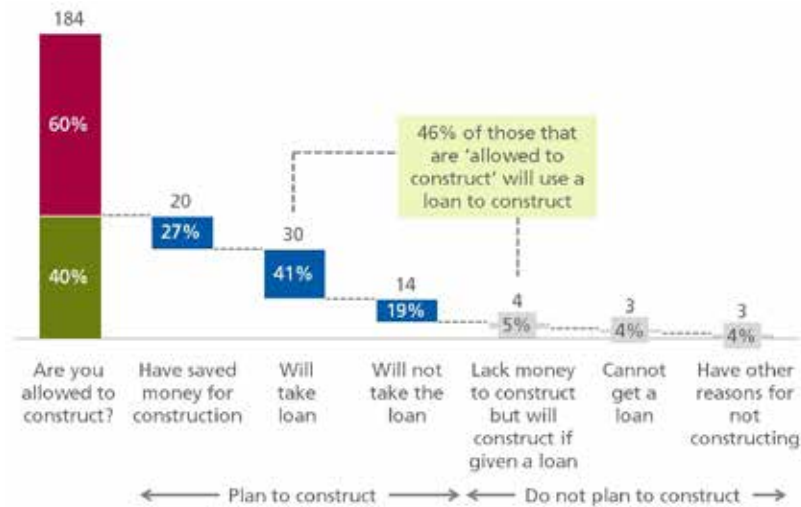 184
60%
40%
20
27%
30
41%
14
19%
4
5%
3
4%
3
4%
46% of those that
are ‘allowed to
construct’ will use a
loan to construct
Are you
allowed to
construct?
Have saved
money for
construction
Will
take
loan
Will not
take the
loan
Lack money
to construct
but will
construct if
given a loan
Cannot
get a
loan
Have other
reasons for
not
constructing
Plan to construct
Do not plan to construct